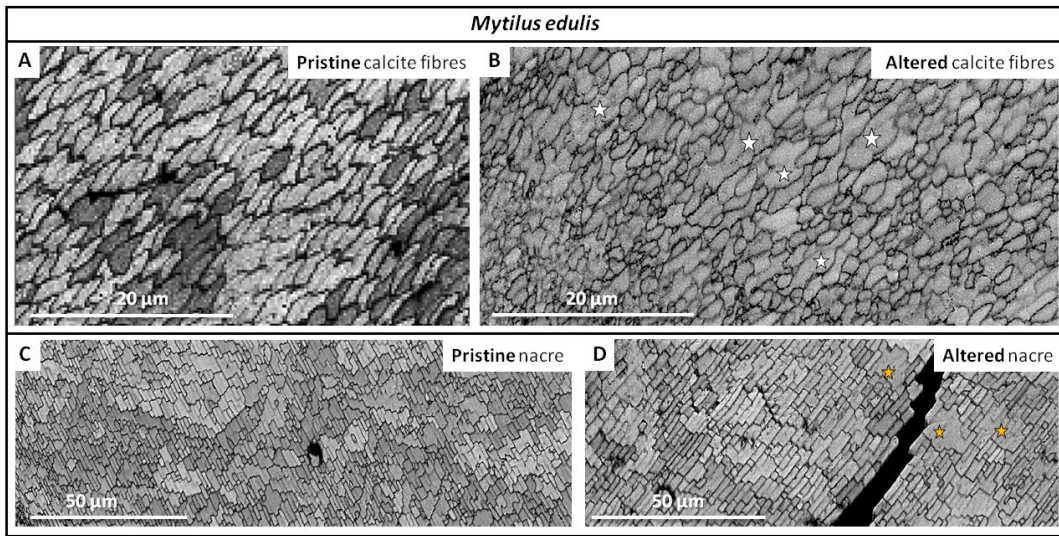 Mytilus edulis
A
Pristine calcite fibres
B
Altered calcite fibres
20 µm
20 µm
C
Pristine nacre
D
Altered nacre
50 µm
50 µm